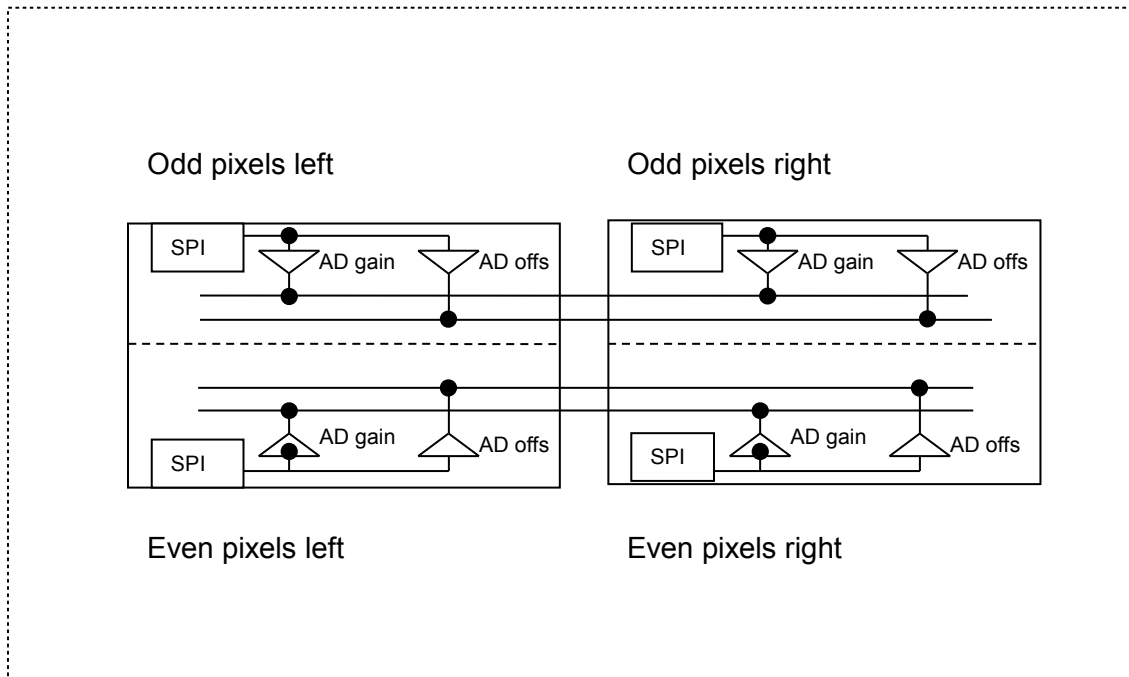 Odd pixels left
Odd pixels right
SPI
AD gain
AD offs
SPI
AD gain
AD offs
SPI
AD gain
AD offs
SPI
AD gain
AD offs
Even pixels left
Even pixels right